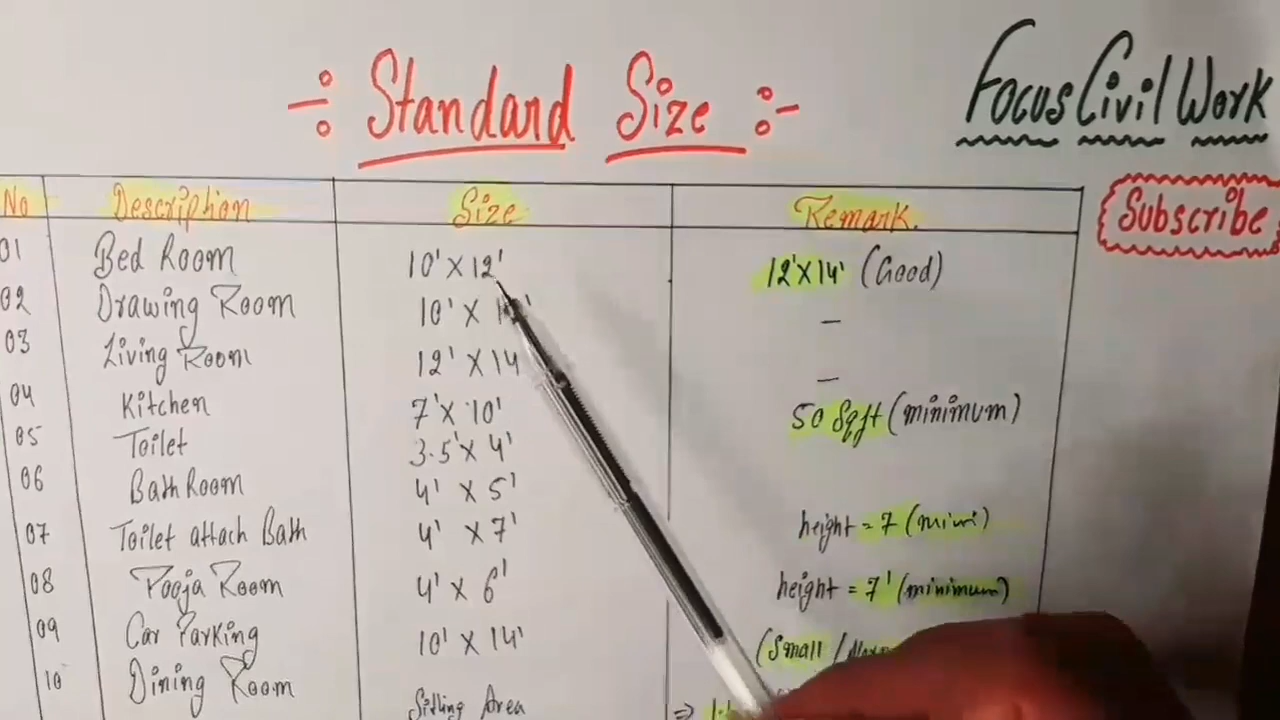 ÷ Standard Size :-
Focus Civil Work
Subscribe
No Description Size Remark.
01 Bed Room 10' X 12' 12' X 14' (Good)
02 Drawing Room 10' X —
03 Living Room 12' X 14 —
04 Kitchen 7' X 10' 50 Sqft (minimum)
05 Toilet 3.5' X 4'
06 Bath Room 4' X 5'
07 Toilet attach Bath 4' X 7' height = 7 (mini)
08 Pooja Room 4' X 6' height = 7' (minimum)
09 Car Parking 10' X 14' (Small /
10 Dining Room Sitting Area ⇒